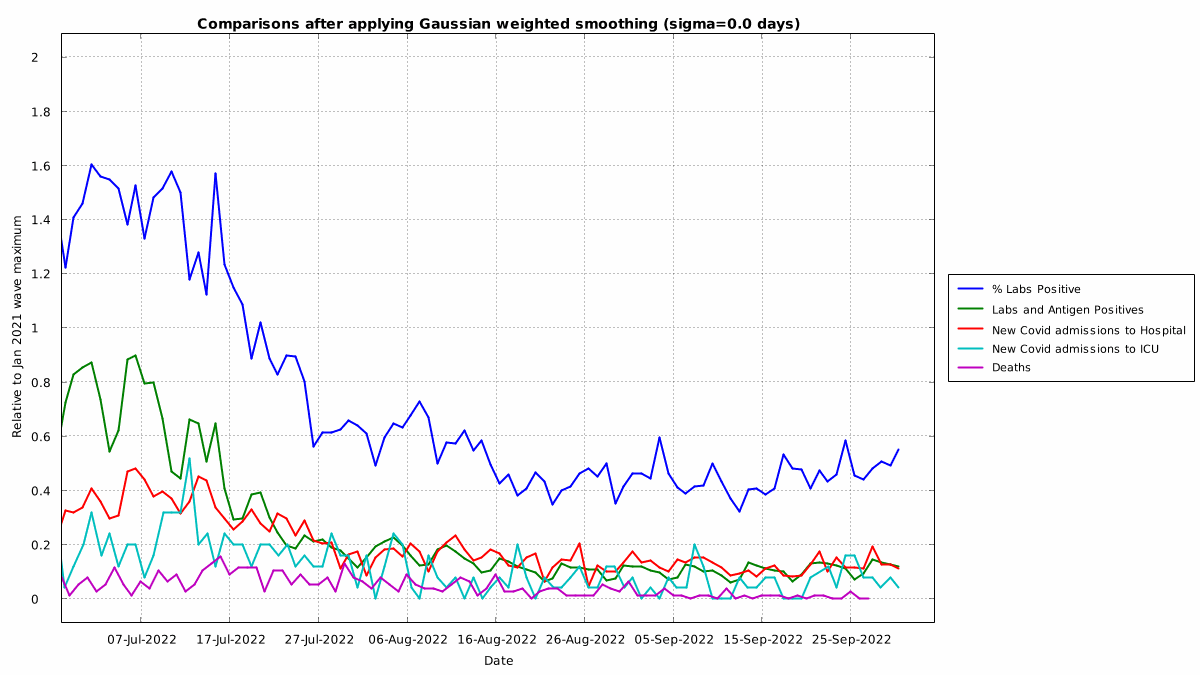 Comparisons after applying Gaussian weighted smoothing (sigma=0.0 days)
Relative to Jan 2021 wave maximum
2
1.8
1.6
1.4
1.2
1
0.8
0.6
0.4
0.2
0
07-Jul-2022 17-Jul-2022 27-Jul-2022 06-Aug-2022 16-Aug-2022 26-Aug-2022 05-Sep-2022 15-Sep-2022 25-Sep-2022
Date
% Labs Positive
Labs and Antigen Positives
New Covid admissions to Hospital
New Covid admissions to ICU
Deaths